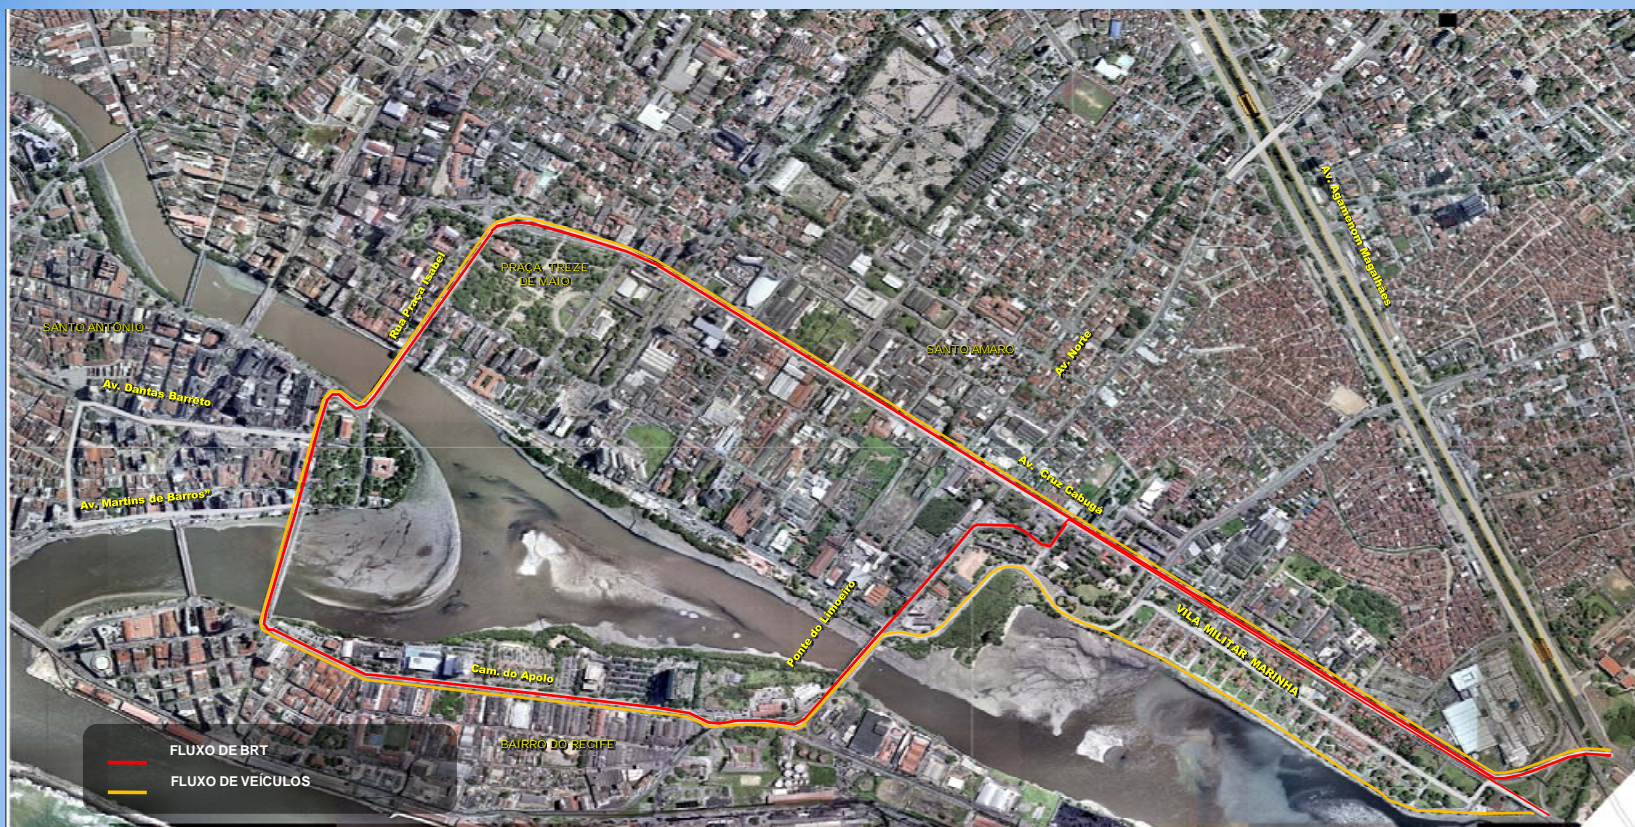 Av. Agamenom Magalhães
Rua Praça Isabel
PRAÇA TREZE
DE MAIO
SANTO ANTONIO
SANTO AMARO
Av. Norte
Av. Dantas Barreto
Av. Cruz Cabugá
Av. Martins de Barros"
Ponte do Limoeiro
VILA MILITAR MARINHA
Cam. do Apolo
BAIRRO DO RECIFE
FLUXO DE BRT
FLUXO DE VEÍCULOS